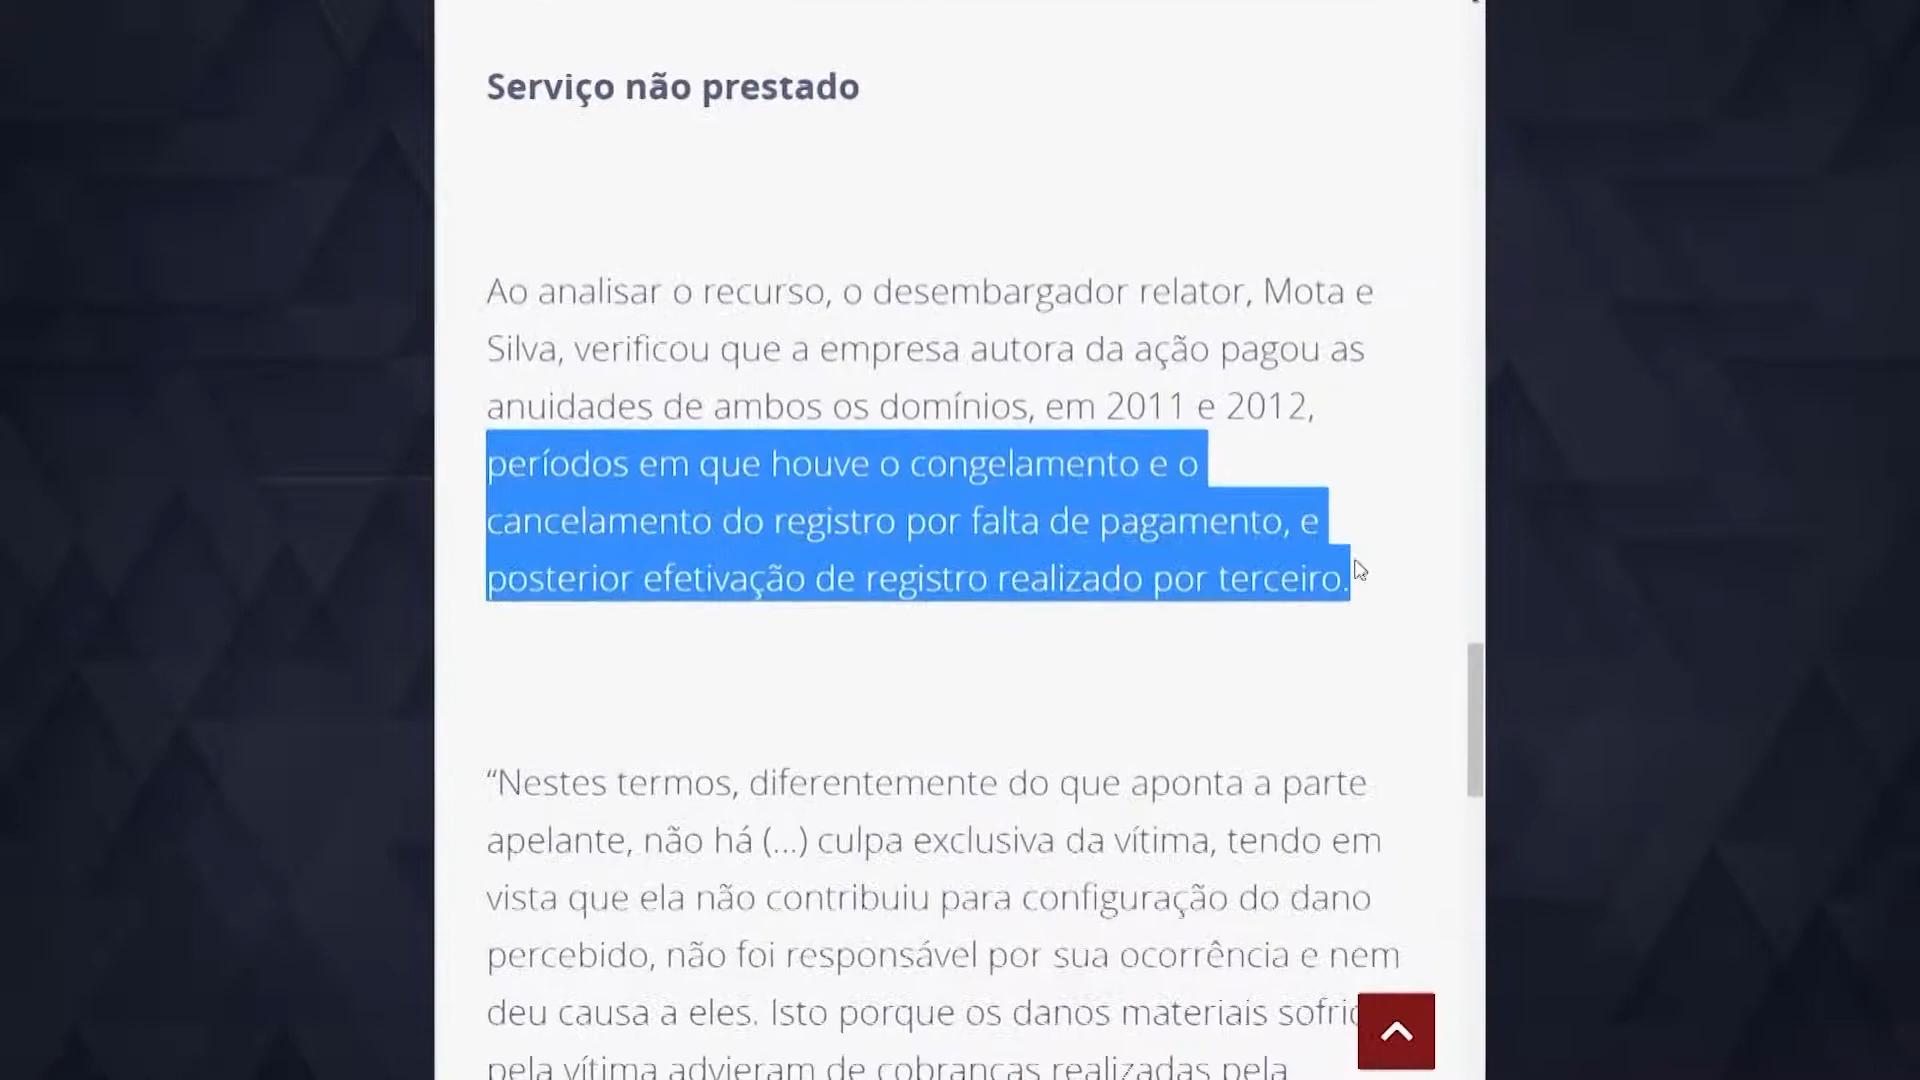 Serviço não prestado
Ao analisar o recurso, o desembargador relator, Mota e
Silva, verificou que a empresa autora da ação pagou as
anuidades de ambos os domínios, em 2011 e 2012,
períodos em que houve o congelamento e o
cancelamento do registro por falta de pagamento, e
posterior efetivação de registro realizado por terceiro.
“Nestes termos, diferentemente do que aponta a parte
apelante, não há (...) culpa exclusiva da vítima, tendo em
vista que ela não contribuiu para configuração do dano
percebido, não foi responsável por sua ocorrência e nem
deu causa a eles. Isto porque os danos materiais
pela vítima advieram de cobranças realizadas pela